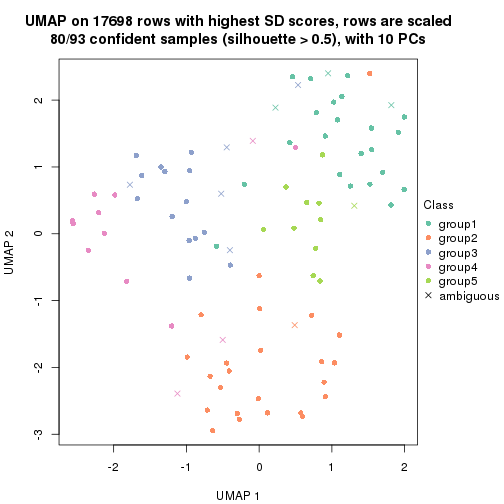 UMAP on 17698 rows with highest SD scores, rows are scaled
80/93 confident samples (silhouette > 0.5), with 10 PCs
2
1
0
-1
-2
-3
UMAP 2
-2
-1
0
1
2
UMAP 1
Class
group1
group2
group3
group4
group5
ambiguous